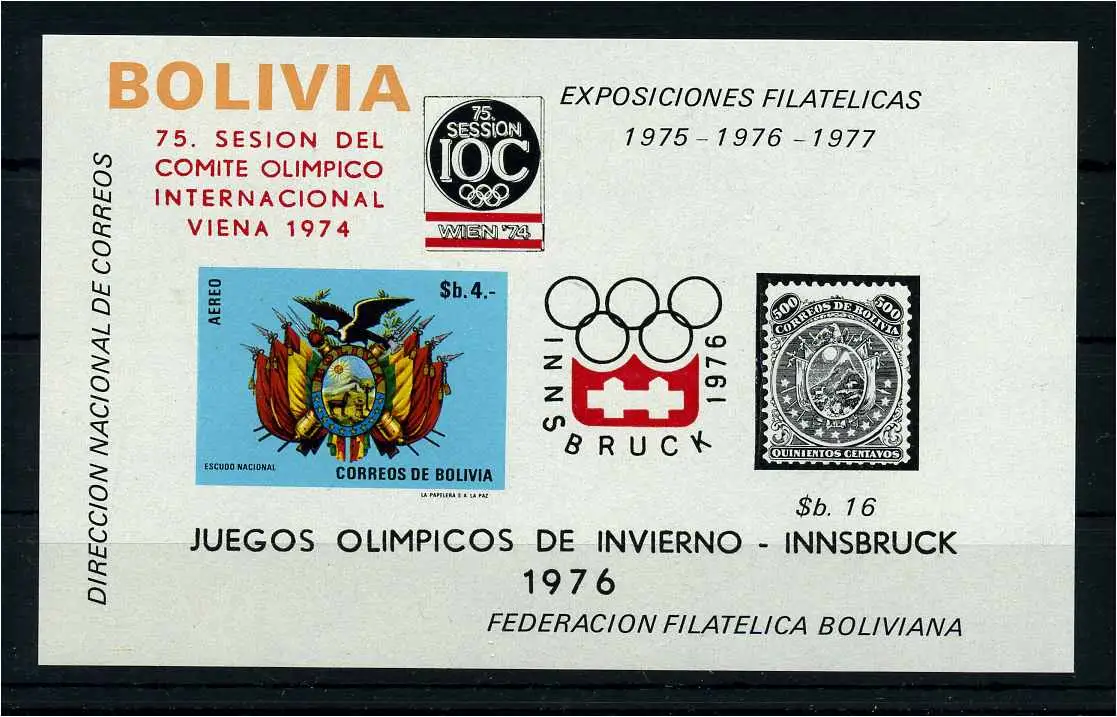 BOLIVIA
75. SESION DEL
COMITE OLIMPICO
INTERNACIONAL
VIENA 1974
75.
SESSION
IOC
WIEN '74
EXPOSICIONES FILATELICAS
1975-1976-1977
DIRECCION NACIONAL DE CORREOS
AEREO
$b.4.-
ESCUDO NACIONAL
CORREOS DE BOLIVIA
LA PAPELERA S A LA PAZ
INNS
BRUCK
1976
500
500
CORREOS DE BOLIVIA
QUINIENTOS CENTAVOS
$b. 16
JUEGOS OLIMPICOS DE INVIERNO - INNSBRUCK
1976
FEDERACION FILATELICA BOLIVIANA